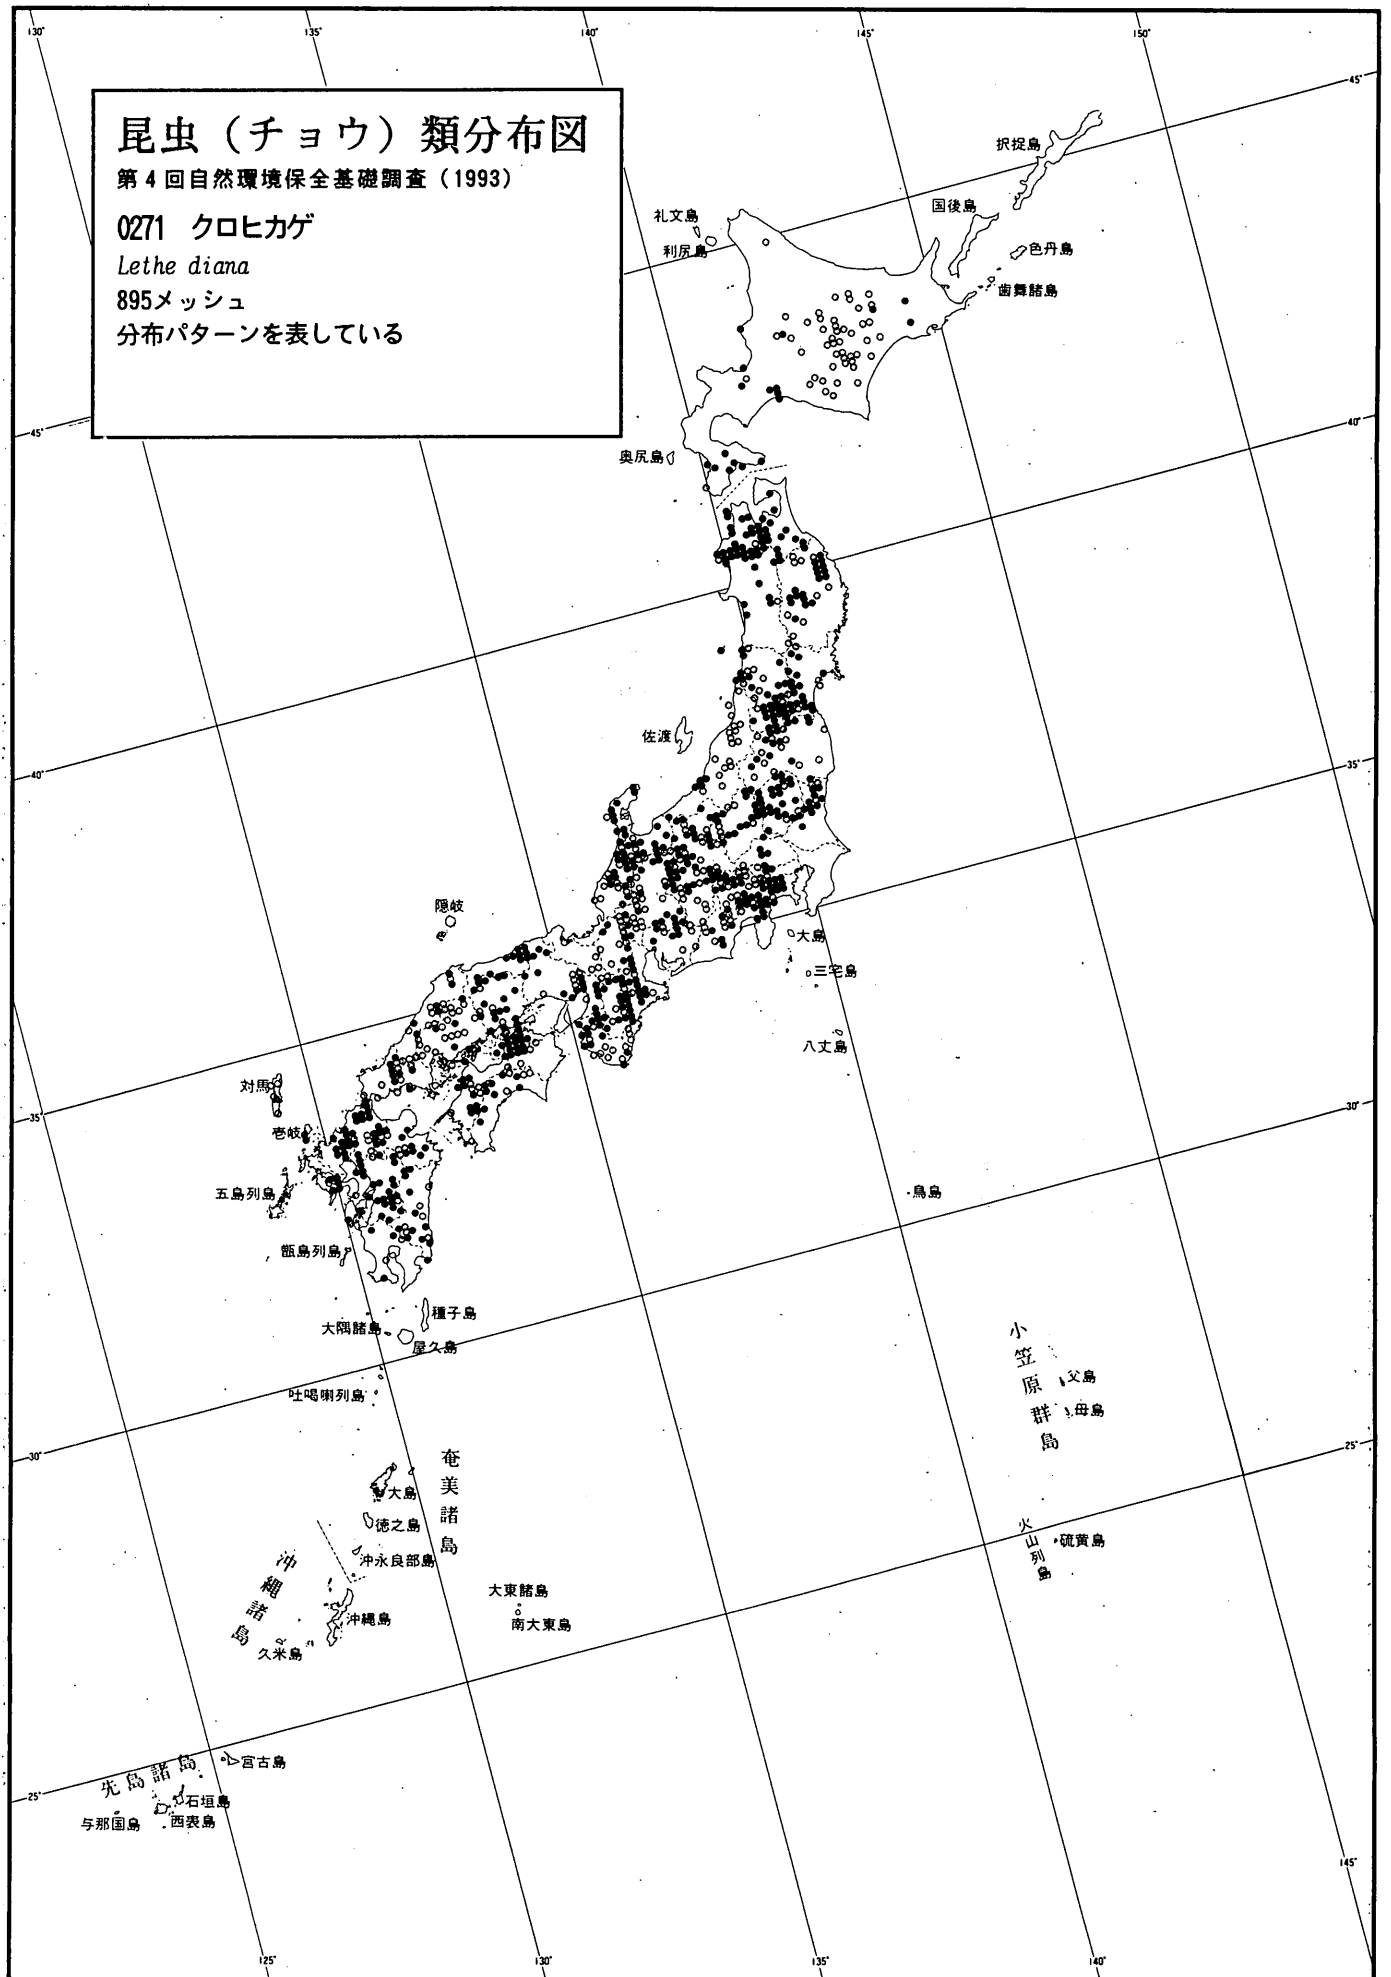 130°
135°
140°
145°
150°
45°
昆虫（チョウ）類分布図
第4回自然環境保全基礎調査（1993）
0271 クロヒカゲ
Lethe diana
895メッシュ
分布パターンを表している
択捉島
国後島
色丹島
歯舞諸島
礼文島
利尻島
奥尻島
45°
40°
佐渡
40°
35°
隠岐
大島
三宅島
八丈島
対馬
壱岐
35°
30°
五島列島
鳥島
甑島列島
種子島
大隅諸島
屋久島
吐噶喇列島
小笠原群島
父島
母島
30°
25°
奄美諸島
大島
徳之島
沖永良部島
火山列島
硫黄島
沖縄諸島
沖縄島
久米島
大東諸島
南大東島
先島諸島
宮古島
石垣島
西表島
与那国島
25°
145°
125°
130°
135°
140°